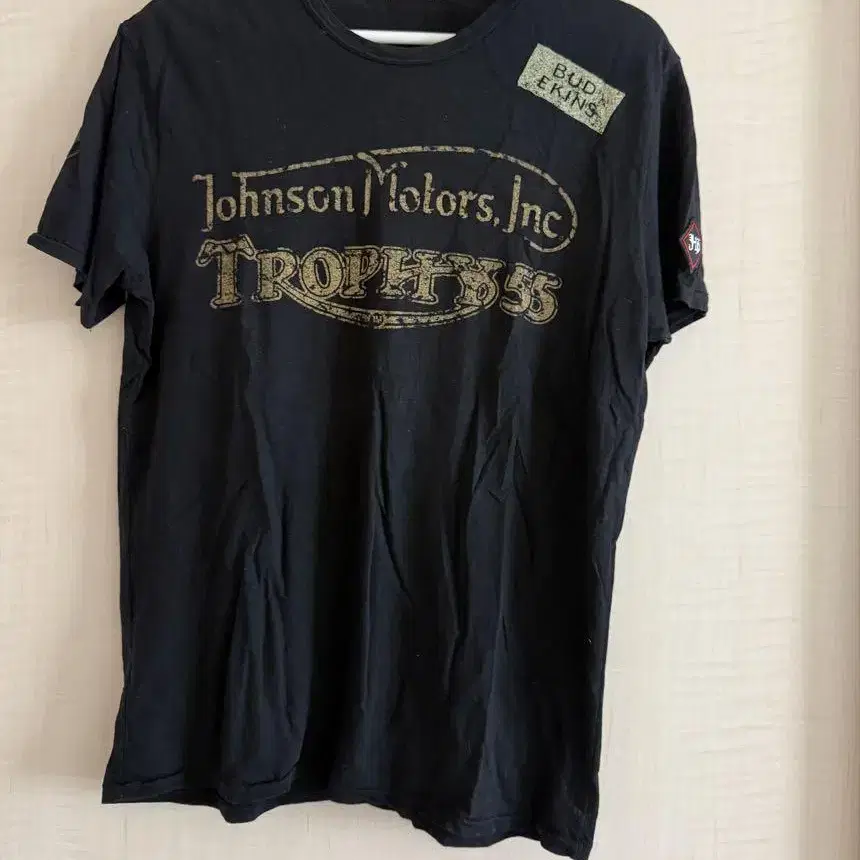 BUD
EKINS
Johnson Motors, Inc
TROPHY 55